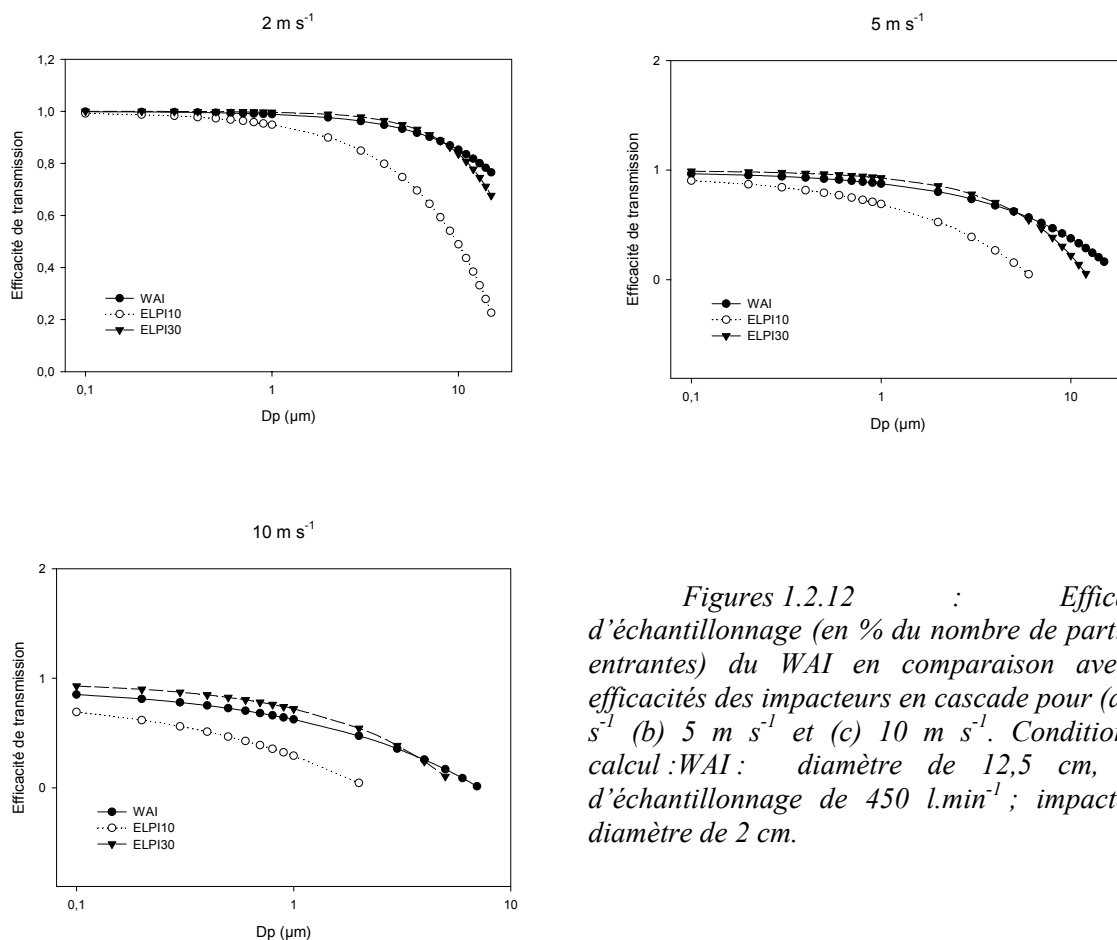 2 m s-1
1,2
1,0
0,8
0,6
0,4
0,2
0,0
Efficacité de transmission
WAI
ELPI10
ELPI30
0,1 1 10
Dp (µm)
5 m s-1
2
1
0
Efficacité de transmission
WAI
ELPI10
ELPI30
0,1 1 10
Dp (µm)
10 m s-1
2
1
0
Efficacité de transmission
WAI
ELPI10
ELPI30
0,1 1 10
Dp (µm)
Figures 1.2.12 :
d’échantillonnage (en % du nombre de
entrantes) du WAI en comparaison
efficacités des impacteurs en cascade pour
s-1 (b) 5 m s-1 et (c) 10 m s-1.
calcul :WAI : diamètre de 12,5 cm,
d’échantillonnage de 450 l.min-1 ;
diamètre de 2 cm.